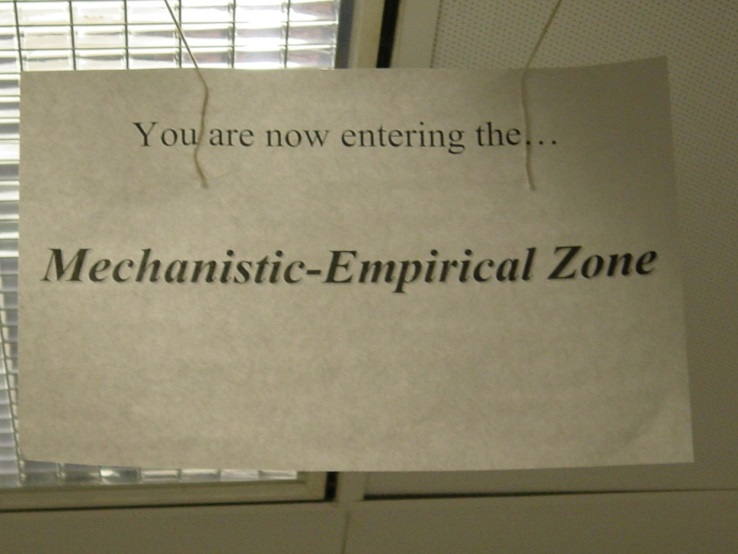 You are now entering the...
Mechanistic-Empirical Zone